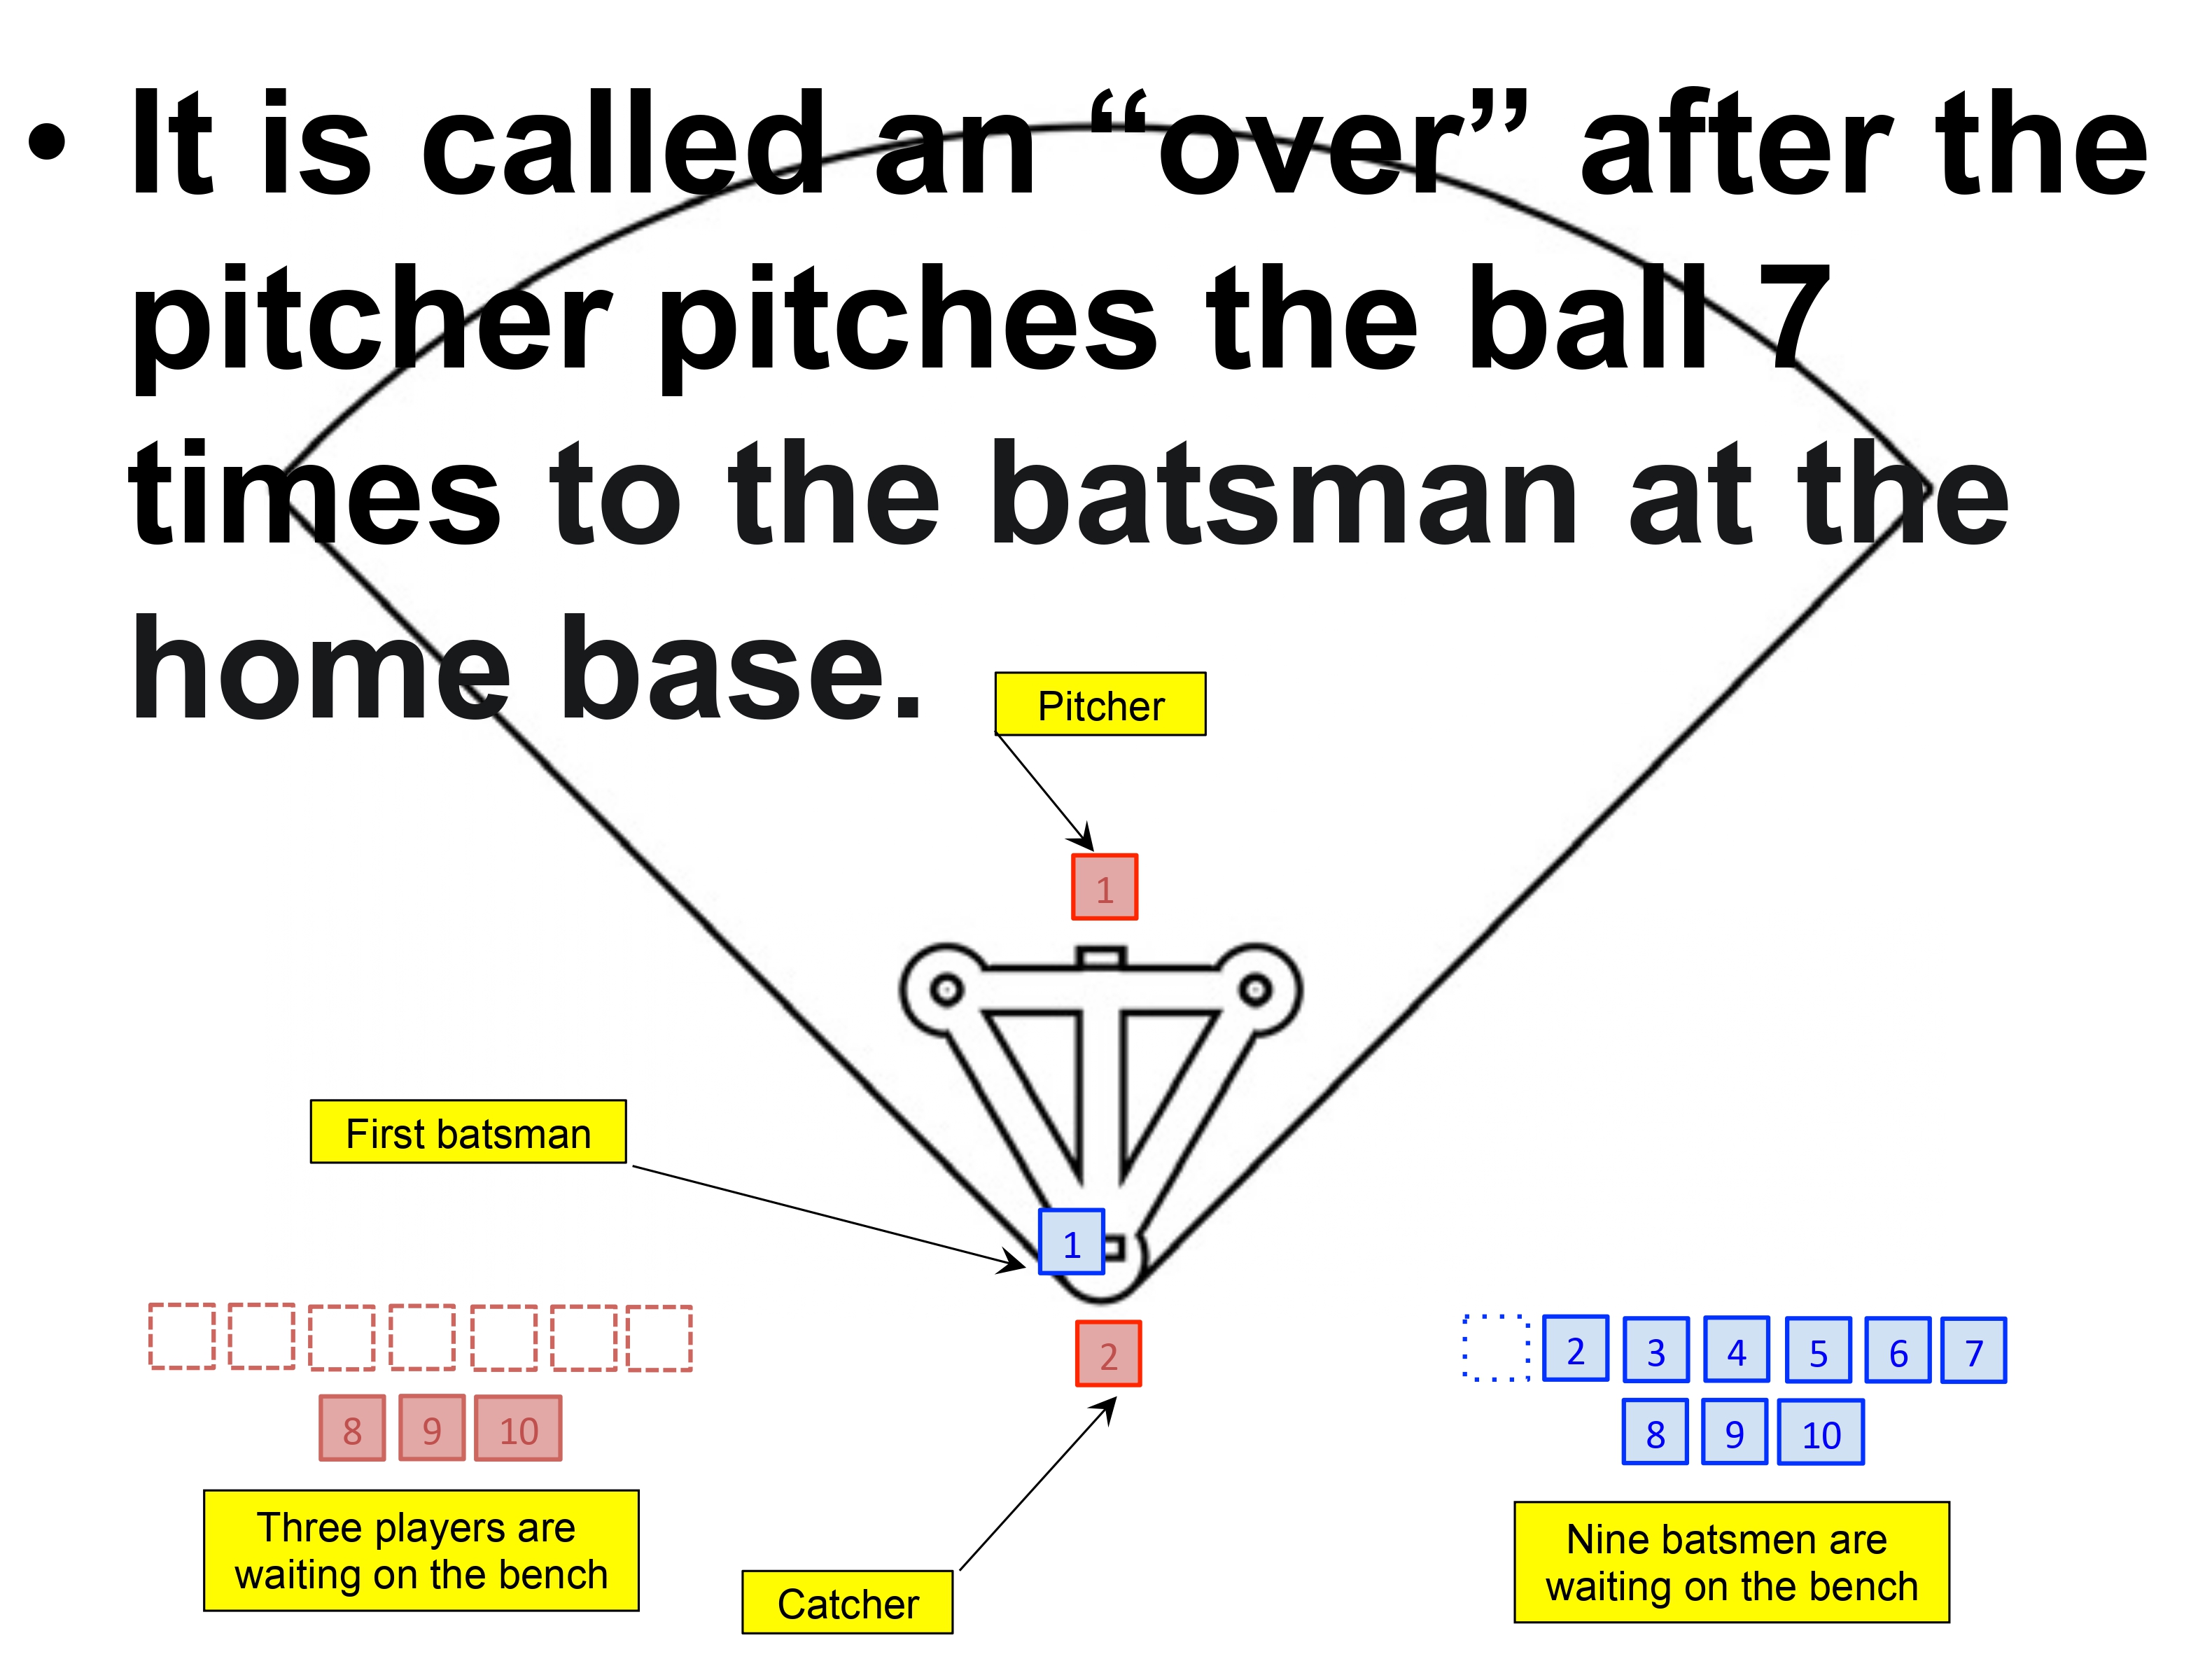 • It is called an “over” after the
pitcher pitches the ball 7
times to the batsman at the
home base.
Pitcher
1
First batsman
1
2
2 3 4 5 6 7
8 9 10
8 9 10
Three players are
waiting on the bench
Catcher
Nine batsmen are
waiting on the bench